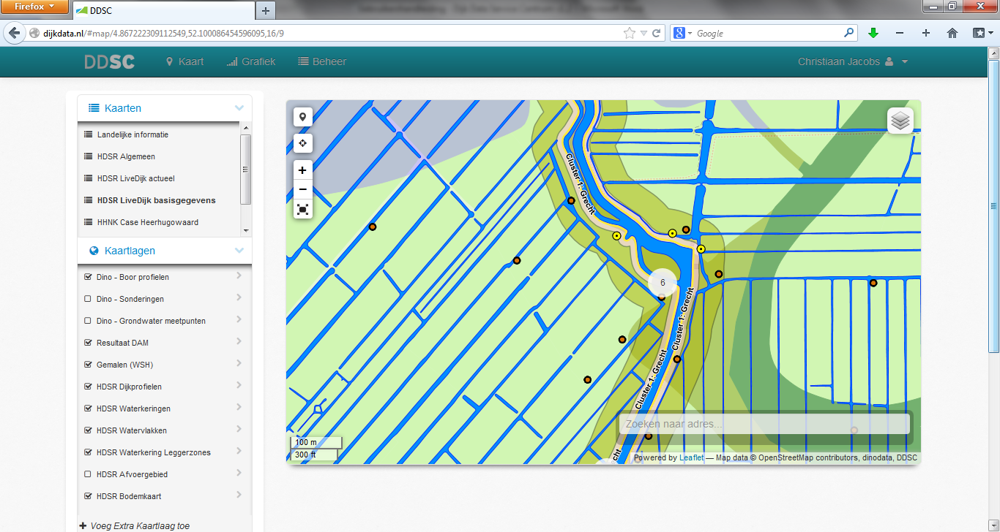 Firefox
DDSC
dijkdata.nl/#map/4.867222309112549,52.100086454596095,16/9
Google
DDSC
Kaart
Grafiek
Beheer
Christiaan Jacobs
Kaarten
Landelijke informatie
HDSR Algemeen
HDSR LiveDijk actueel
HDSR LiveDijk basisgegevens
HHNK Case Heerhugowaard
Kaartlagen
Dino - Boor profielen
Dino - Sonderingen
Dino - Grondwater meetpunten
Resultaat DAM
Gemalen (WSH)
HDSR Dijkprofielen
HDSR Waterkeringen
HDSR Watervlakken
HDSR Waterkering Leggerzones
HDSR Afvoergebied
HDSR Bodemkaart
Voeg Extra Kaartlaag toe
Cluster 1: Grecht
6
Cluster 1: Grecht
Cluster 1: Grecht
Zoeken naar adres...
100 m
300 ft
Powered by Leaflet — Map data © OpenStreetMap contributors, dinodata, DDSC